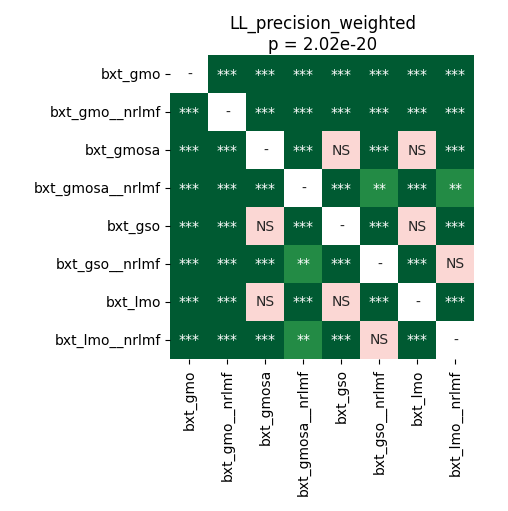 LL_precision_weighted
p = 2.02e-20
bxt_gmo - *** *** *** *** *** *** ***
bxt_gmo__nrlmf *** - *** *** *** *** *** ***
bxt_gmosa *** *** - *** NS *** NS ***
bxt_gmosa__nrlmf *** *** *** - *** ** *** **
bxt_gso *** *** NS *** - *** NS ***
bxt_gso__nrlmf *** *** *** ** *** - *** NS
bxt_lmo *** *** NS *** NS *** - ***
bxt_lmo__nrlmf *** *** *** ** *** NS *** -
bxt_gmo
bxt_gmo__nrlmf
bxt_gmosa
bxt_gmosa__nrlmf
bxt_gso
bxt_gso__nrlmf
bxt_lmo
bxt_lmo__nrlmf